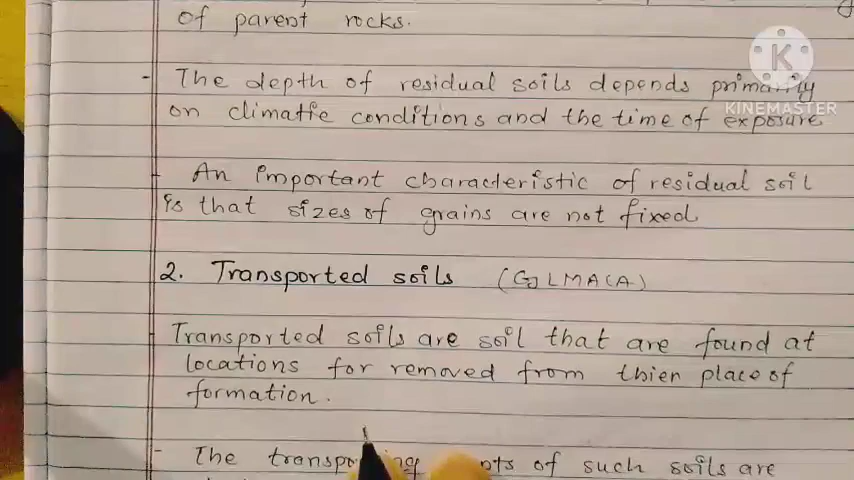 of parent rocks.
KINEMASTER
- The depth of residual soils depends primarily
on climatic conditions and the time of exposure
- An important characteristic of residual soil
is that sizes of grains are not fixed
2. Transported soils (GLMACA)
- Transported soils are soil that are found at
locations for removed from thier place of
formation.
- The of such soils are